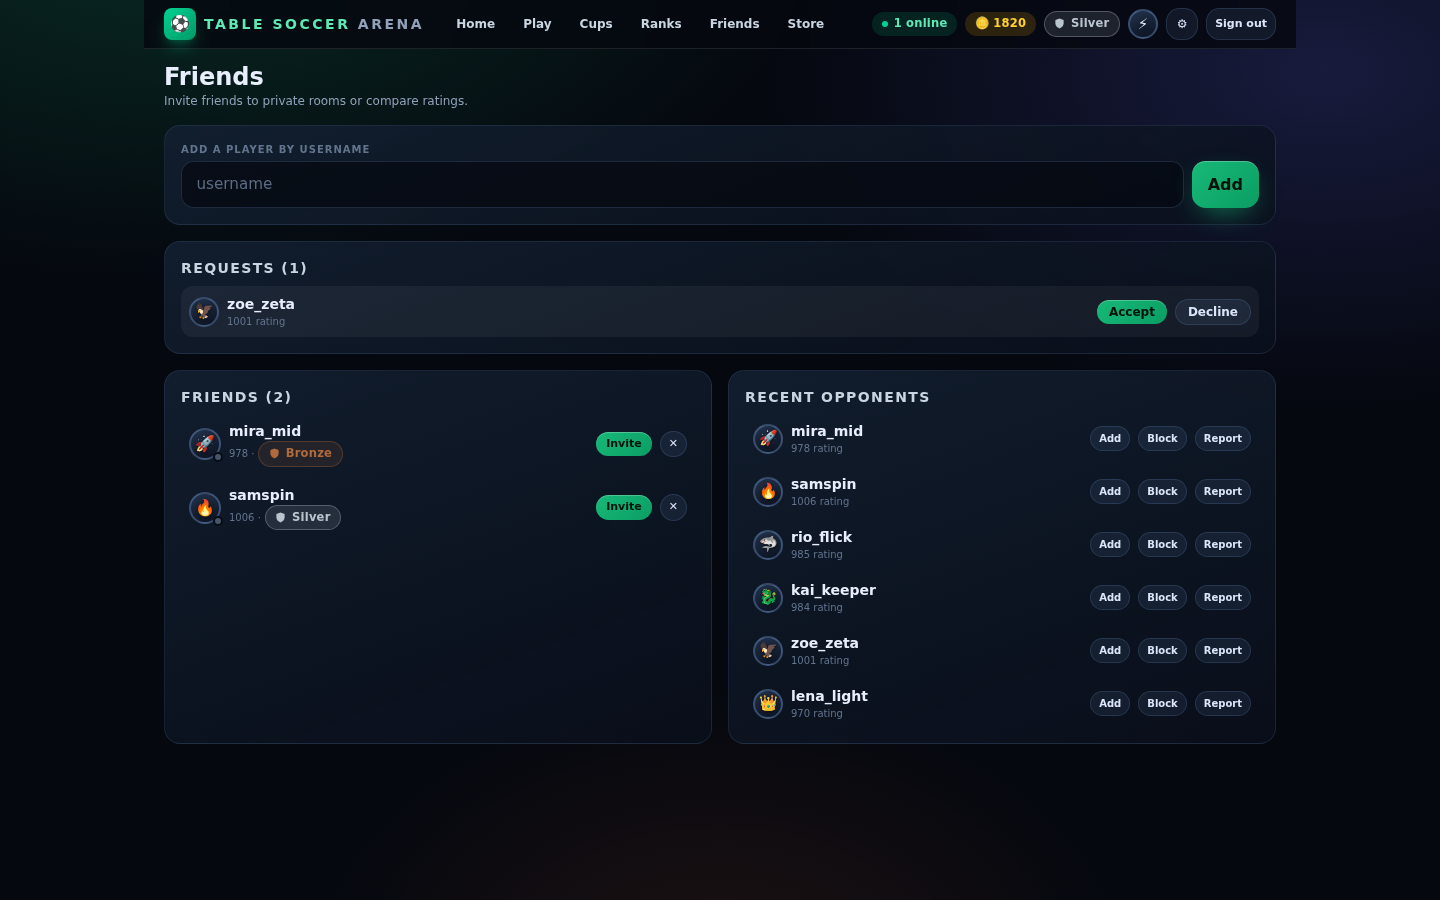 TABLE SOCCER ARENA Home Play Cups Ranks Friends Store 1 online 1820 Silver Sign out
Friends
Invite friends to private rooms or compare ratings.
ADD A PLAYER BY USERNAME
username Add
REQUESTS (1)
zoe_zeta
1001 rating
Accept Decline
FRIENDS (2)
mira_mid
978 · Bronze
Invite ✕
samspin
1006 · Silver
Invite ✕
RECENT OPPONENTS
mira_mid
978 rating
Add Block Report
samspin
1006 rating
Add Block Report
rio_flick
985 rating
Add Block Report
kai_keeper
984 rating
Add Block Report
zoe_zeta
1001 rating
Add Block Report
lena_light
970 rating
Add Block Report